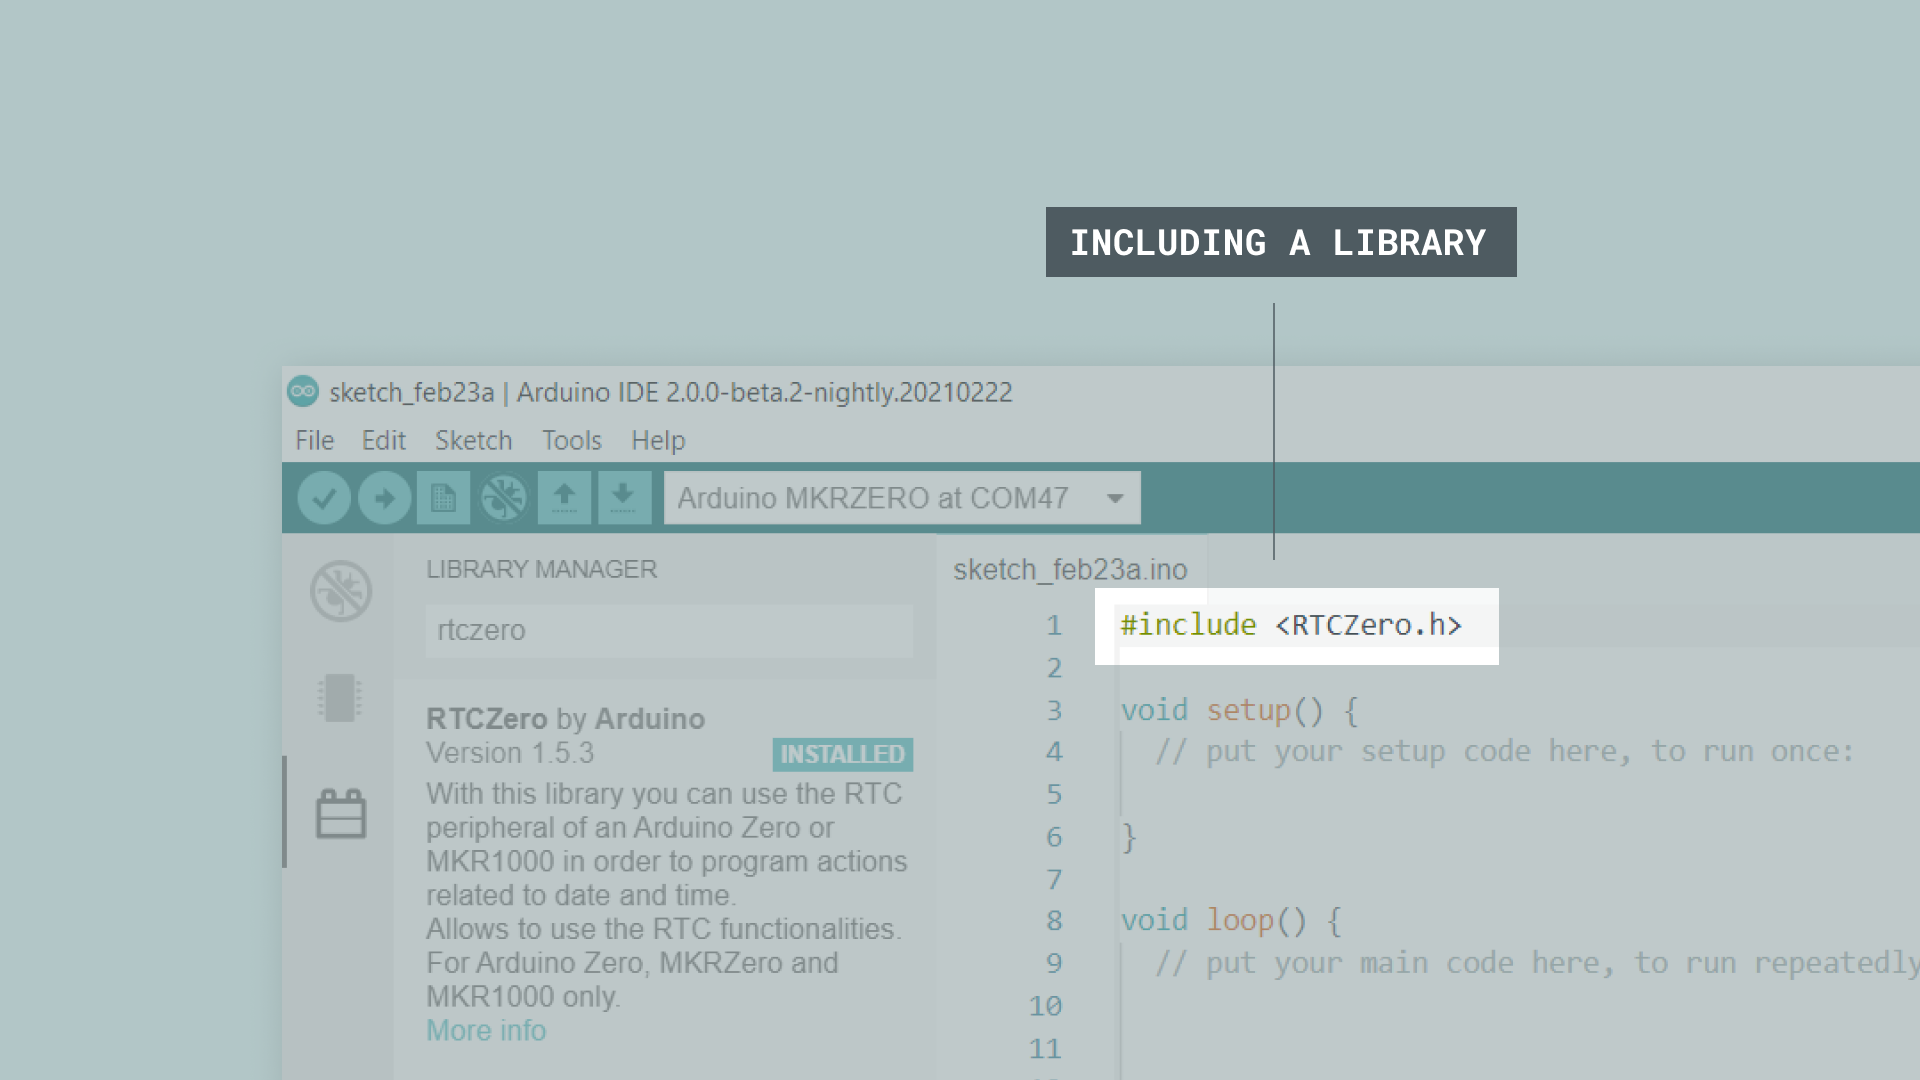 INCLUDING A LIBRARY
sketch_feb23a | Arduino IDE 2.0.0-beta.2-nightly.20210222
File Edit Sketch Tools Help
Arduino MKRZERO at COM47
LIBRARY MANAGER
rtczero
RTCZero by Arduino
Version 1.5.3 INSTALLED
With this library you can use the RTC
peripheral of an Arduino Zero or
MKR1000 in order to program actions
related to date and time.
Allows to use the RTC functionalities.
For Arduino Zero, MKRZero and
MKR1000 only.
More info
sketch_feb23a.ino
1 #include <RTCZero.h>
2
3 void setup() {
4 // put your setup code here, to run once:
5
6 }
7
8 void loop() {
9 // put your main code here, to run repeatedly
10
11